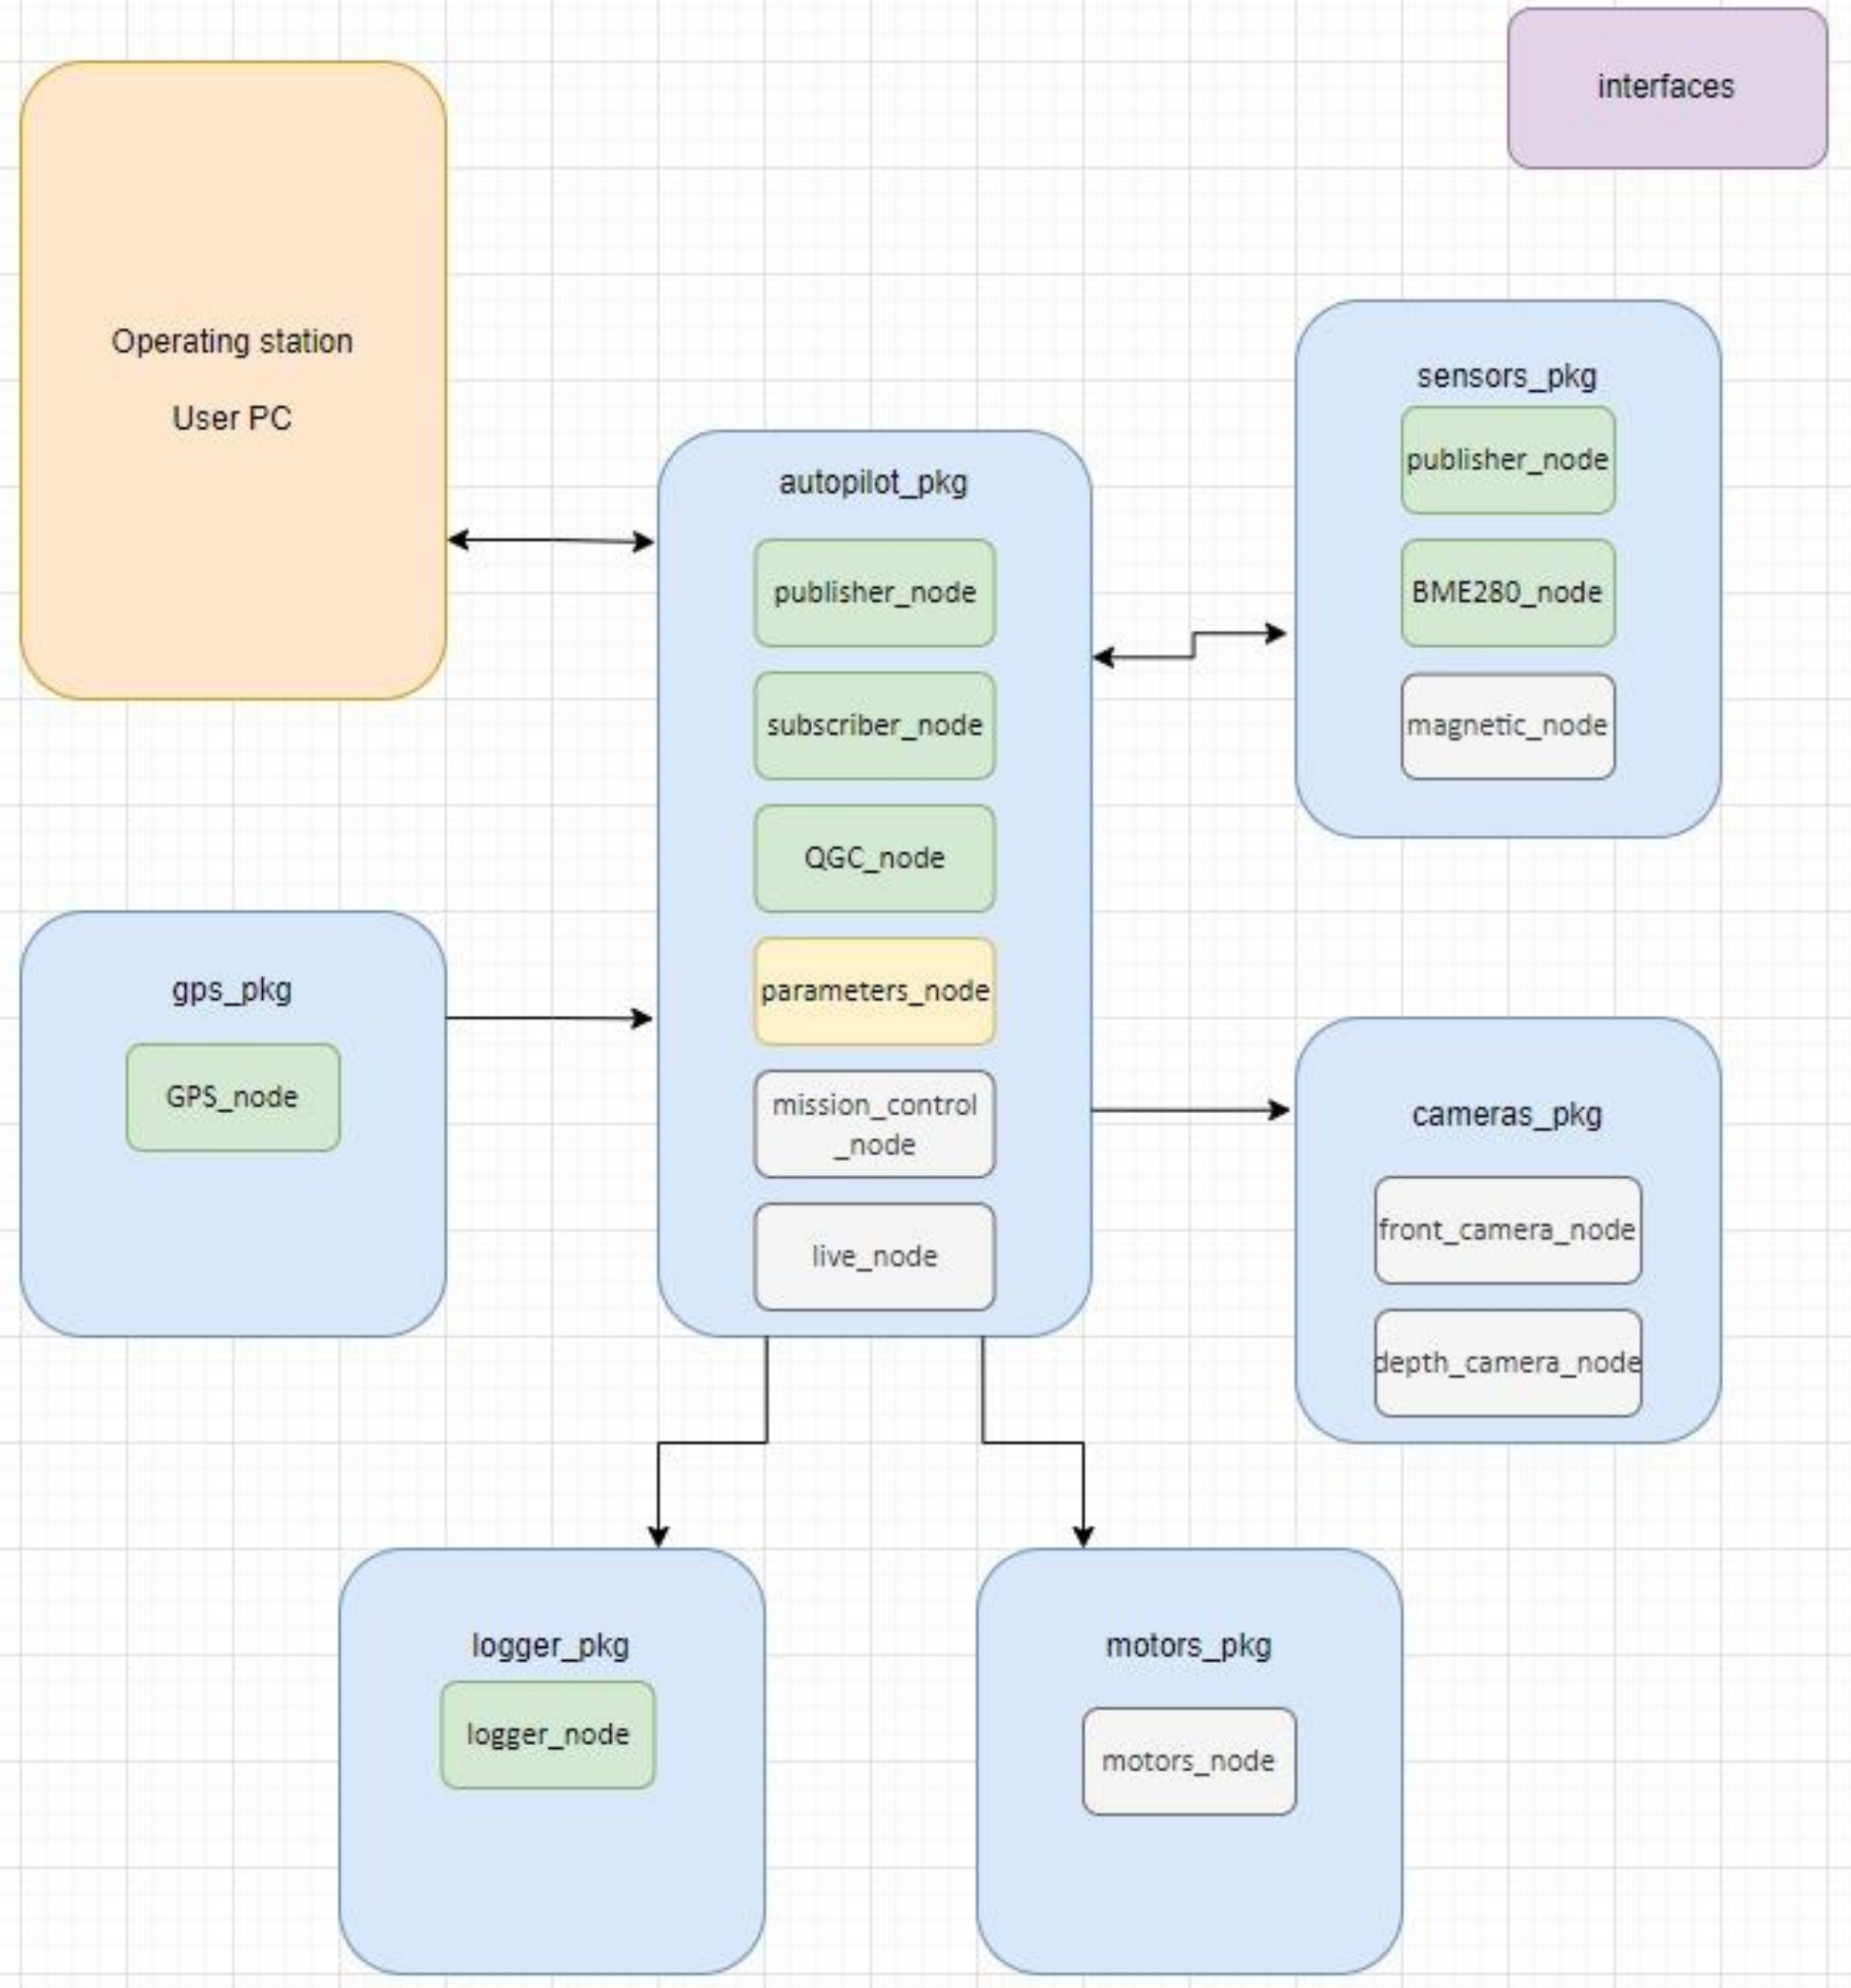 interfaces
Operating station
User PC
sensors_pkg
publisher_node
BME280_node
magnetic_node
autopilot_pkg
publisher_node
subscriber_node
QGC_node
parameters_node
mission_control
_node
live_node
gps_pkg
GPS_node
cameras_pkg
front_camera_node
depth_camera_node
logger_pkg
logger_node
motors_pkg
motors_node